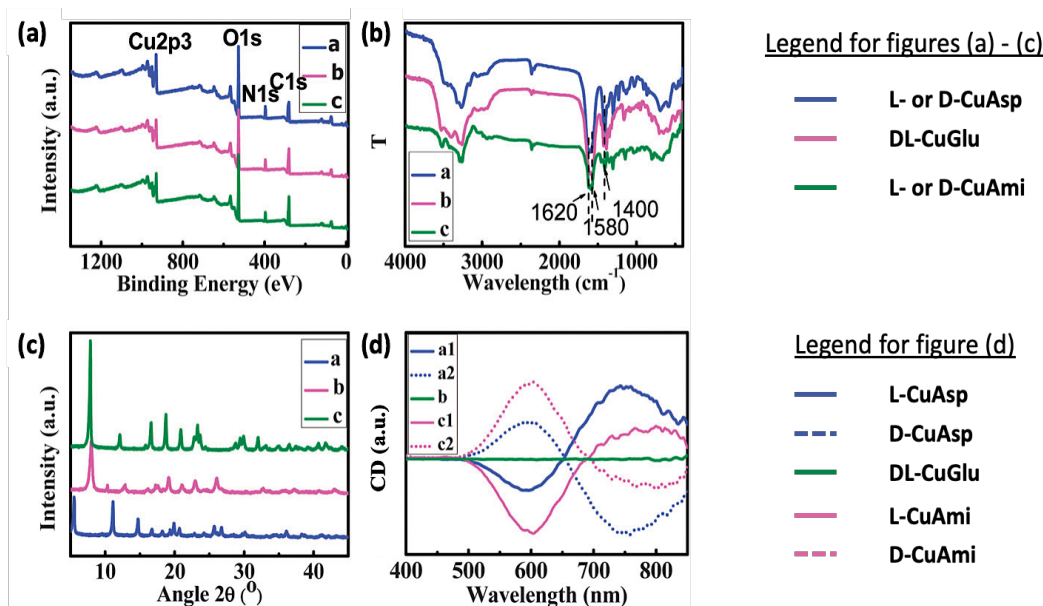 (a)
Cu2p3
O1s
N1s
C1s
a
b
c
Intensity (a.u.)
1200
800
400
0
Binding Energy (eV)
(b)
T
a
b
c
1620
1580
1400
4000
3000
2000
1000
Wavelength (cm-1)
Legend for figures (a) - (c)
L- or D-CuAsp
DL-CuGlu
L- or D-CuAmi
(c)
a
b
c
Intensity (a.u.)
10
20
30
40
Angle 2θ (o)
(d)
a1
a2
b
c1
c2
CD (a.u.)
400
500
600
700
800
Wavelength (nm)
Legend for figure (d)
L-CuAsp
D-CuAsp
DL-CuGlu
L-CuAmi
D-CuAmi